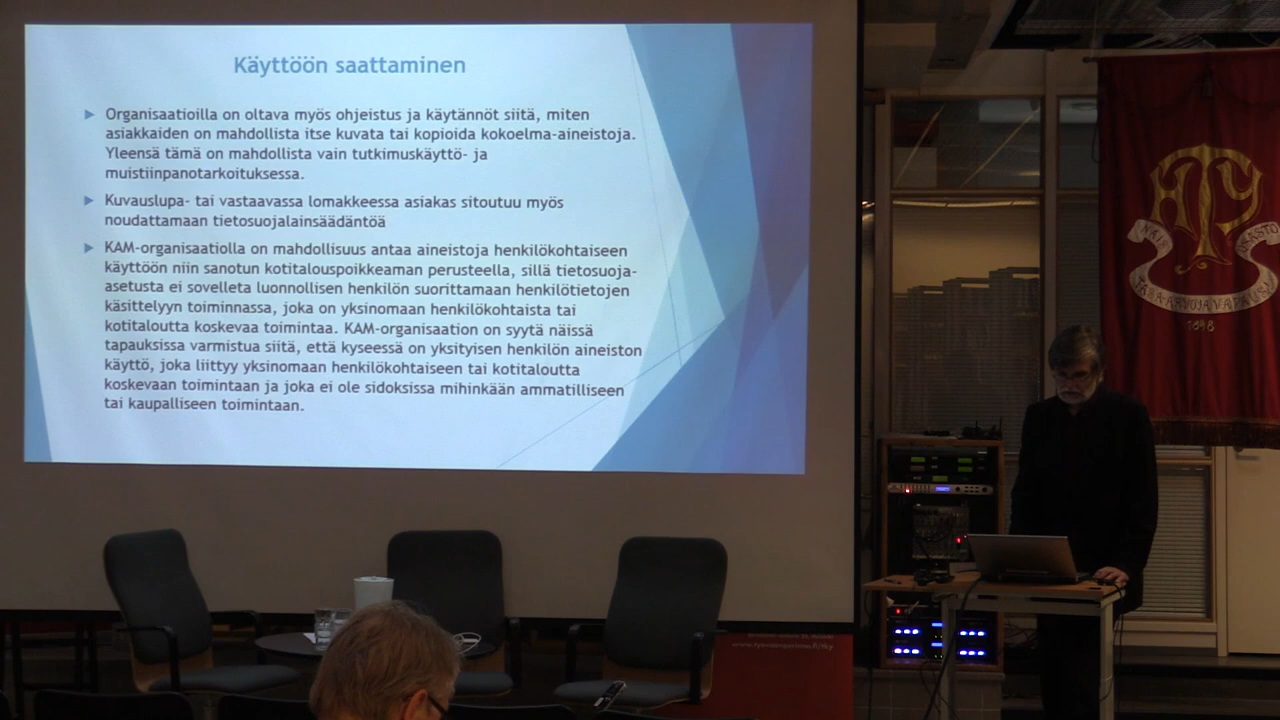 Käyttöön saattaminen
Organisaatioilla on oltava myös ohjeistus ja käytännöt siitä, miten
asiakkaiden on mahdollista itse kuvata tai kopioida kokoelma-aineistoja.
Yleensä tämä on mahdollista vain tutkimuskäyttö- ja
muistiinpanotarkoituksessa.
Kuvauslupa- tai vastaavassa lomakkeessa asiakas sitoutuu myös
noudattamaan tietosuojalainsäädäntöä
KAM-organisaatiolla on mahdollisuus antaa aineistoja henkilökohtaiseen
käyttöön niin sanotun kotitalouspoikkeaman perusteella, sillä tietosuoja-
asetusta ei sovelleta luonnollisen henkilön suorittamaan henkilötietojen
käsittelyyn toiminnassa, joka on yksinomaan henkilökohtaista tai
kotitaloutta koskevaa toimintaa. KAM-organisaation on syytä näissä
tapauksissa varmistua siitä, että kyseessä on yksityisen henkilön aineiston
käyttö, joka liittyy yksinomaan henkilökohtaiseen tai kotitaloutta
koskevaan toimintaan ja joka ei ole sidoksissa mihinkään ammatilliseen
tai kaupalliseen toimintaan.
HTY
1898